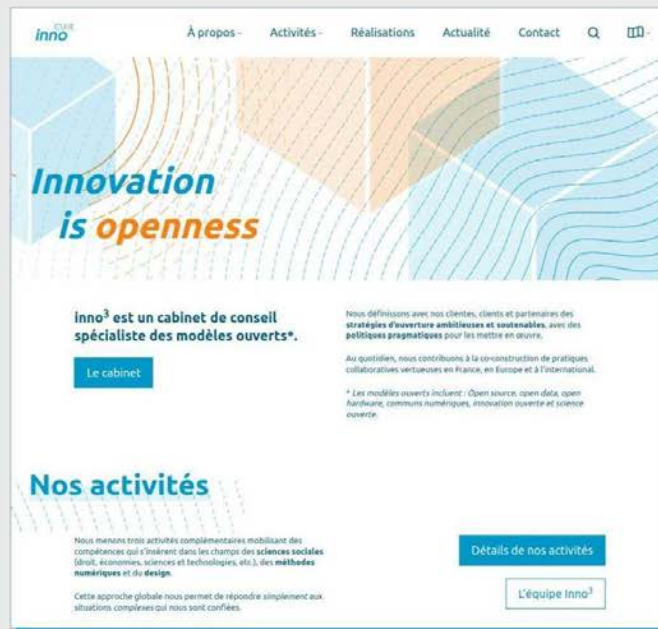 inno
À propos
Activités
Réalisations
Actualité
Contact
Innovation
is openness
inno³ est un cabinet de conseil
spécialiste des modèles ouverts*.
Le cabinet
Nous définissons avec nos clientes, clients et partenaires des
stratégies d'ouverture ambitieuses et soutenables, avec des
politiques pragmatiques pour les mettre en œuvre.
Au quotidien, nous contribuons à la co-construction de pratiques
collaboratives vertueuses en France, en Europe et à l'international.
* Les modèles ouverts incluent : Open source, open data, open
hardware, communs numériques, innovation ouverte et science
ouverte.
Nos activités
Nous menons trois activités complémentaires mobilisant des
compétences qui s'insèrent dans les champs des sciences sociales
(droit, économies, sciences et technologies, etc.), des méthodes
numériques et du design.
Cette approche globale nous permet de répondre simplement aux
situations complexes qui nous sont confiées.
Détails de nos activités
L'équipe Inno³